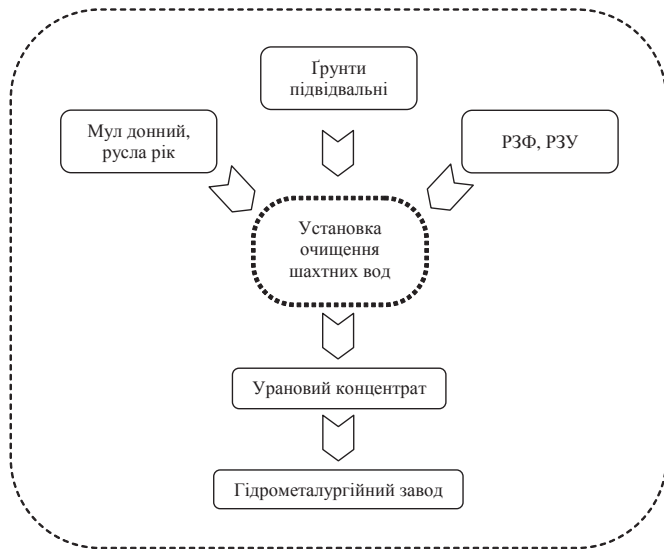 Ґрунти
підвідвальні
Мул донний,
русла рік
РЗФ, РЗУ
Установка
очищення
шахтних вод
Урановий концентрат
Гідрометалургійний завод